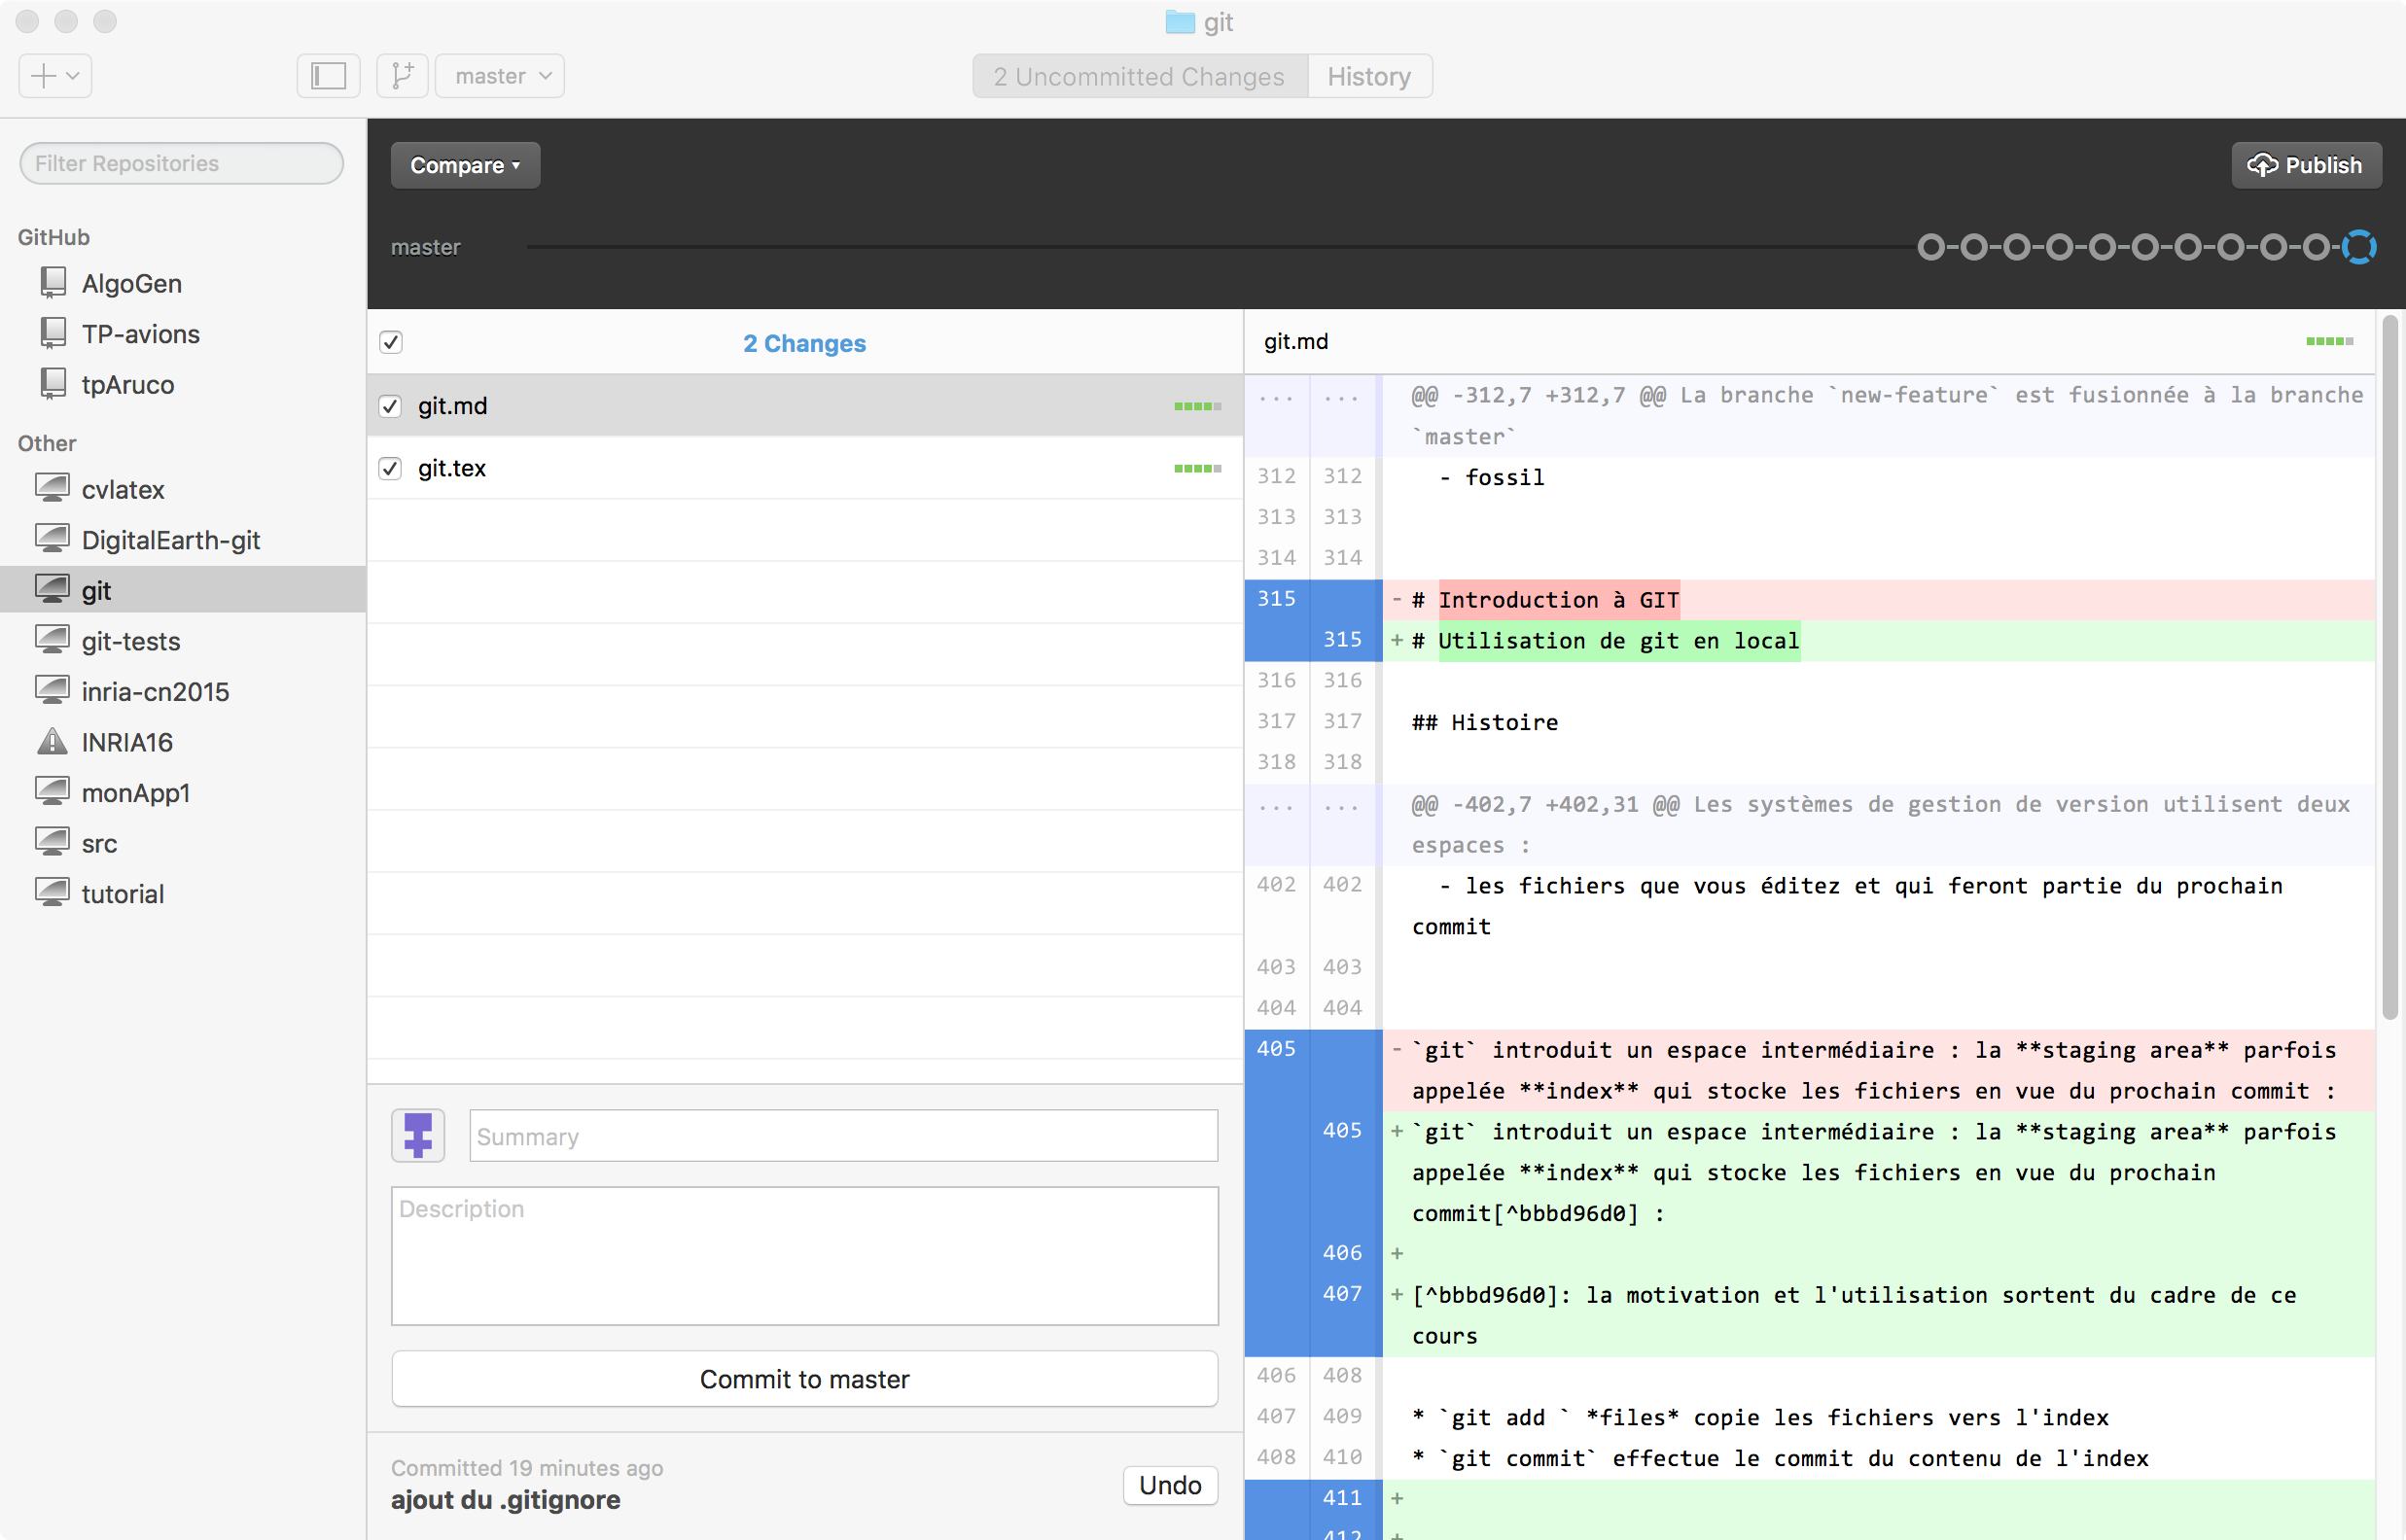 git
master
2 Uncommitted Changes
History
Filter Repositories
GitHub
AlgoGen
TP-avions
tpAruco
Other
cvlatex
DigitalEarth-git
git
git-tests
inria-cn2015
INRIA16
monApp1
src
tutorial
Compare
Publish
master
2 Changes
git.md
git.tex
Summary
Description
Commit to master
Committed 19 minutes ago
ajout du .gitignore
Undo
git.md
... ... @@ -312,7 +312,7 @@ La branche `new-feature` est fusionnée à la branche
`master`
312 312 - fossil
313 313
314 314
315 - # Introduction à GIT
315 + # Utilisation de git en local
316 316
317 317 ## Histoire
318 318
... ... @@ -402,7 +402,31 @@ Les systèmes de gestion de version utilisent deux
espaces :
402 402 - les fichiers que vous éditez et qui feront partie du prochain
commit
403 403
404 404
405 - `git` introduit un espace intermédiaire : la **staging area** parfois
appelée **index** qui stocke les fichiers en vue du prochain commit :
405 + `git` introduit un espace intermédiaire : la **staging area** parfois
appelée **index** qui stocke les fichiers en vue du prochain
commit[^bbbd96d0] :
406 +
407 + [^bbbd96d0]: la motivation et l'utilisation sortent du cadre de ce
cours
406 408
407 409 * `git add ` *files* copie les fichiers vers l'index
408 410 * `git commit` effectue le commit du contenu de l'index
411 +
412 +